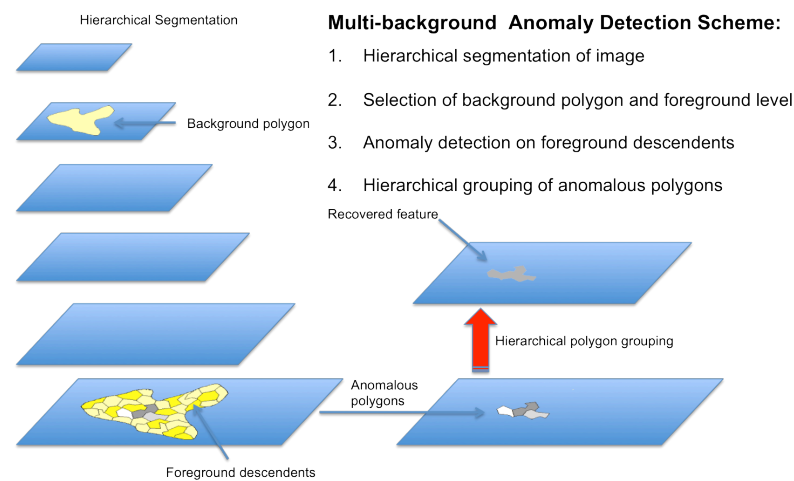 Hierarchical Segmentation
Multi-background Anomaly Detection Scheme:
1. Hierarchical segmentation of image
2. Selection of background polygon and foreground level
3. Anomaly detection on foreground descendents
4. Hierarchical grouping of anomalous polygons
Background polygon
Recovered feature
Hierarchical polygon grouping
Anomalous
polygons
Foreground descendents